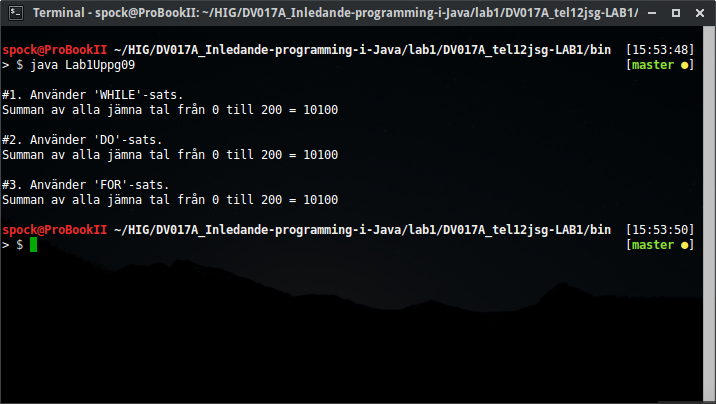 Terminal - spock@ProBookII: ~/HIG/DV017A_Inledande-programming-i-Java/lab1/DV017A_tel12jsg-LAB1/
spock@ProBookII ~/HIG/DV017A_Inledande-programming-i-Java/lab1/DV017A_tel12jsg-LAB1/bin [15:53:48]
> $ java Lab1Uppg09 [master ●]
#1. Använder 'WHILE'-sats.
Summan av alla jämna tal från 0 till 200 = 10100
#2. Använder 'DO'-sats.
Summan av alla jämna tal från 0 till 200 = 10100
#3. Använder 'FOR'-sats.
Summan av alla jämna tal från 0 till 200 = 10100
spock@ProBookII ~/HIG/DV017A_Inledande-programming-i-Java/lab1/DV017A_tel12jsg-LAB1/bin [15:53:50]
> $ [master ●]